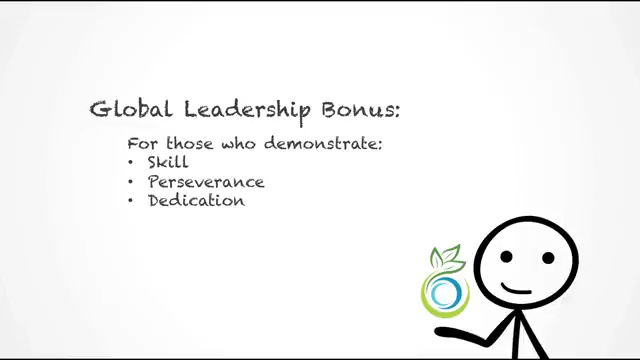 Global Leadership Bonus:
For those who demonstrate:
• Skill
• Perseverance
• Dedication